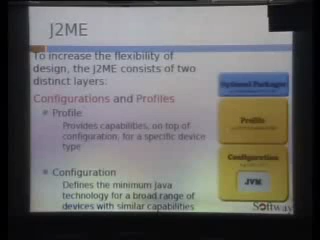 J2ME
To increase the flexibility of
design, the J2ME consists of two
distinct layers:
Configurations and Profiles
Profile
Provides capabilities, on top of
configuration, for a specific device
type
Configuration
Defines the minimum Java
technology for a broad range of
devices with similar capabilities
Optional Packages
Profile
Configuration
JVM
Softway